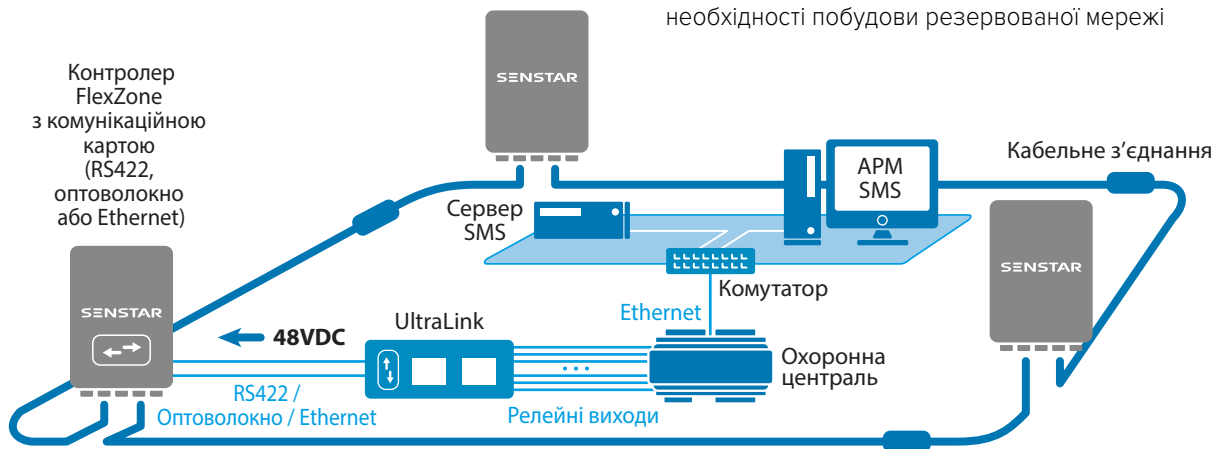 необхідності побудови резервованої мережі
SENSTAR
Контролер
FlexZone
з комунікаційною
картою
(RS422,
оптоволокно
або Ethernet)
АРМ
SMS
Кабельне з’єднання
Сервер
SMS
SENSTAR
Комутатор
SENSTAR
Ethernet
48VDC
UltraLink
Охоронна
централь
RS422 /
Оптоволокно / Ethernet
Релейні виходи